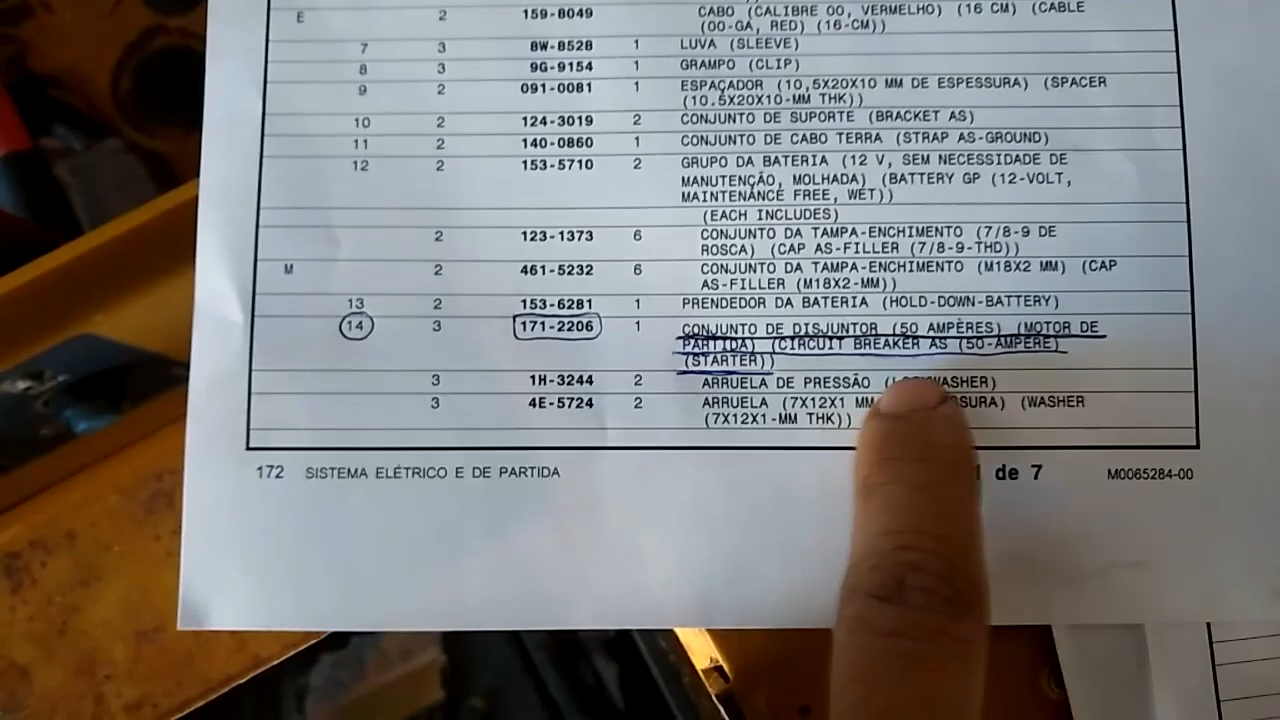 E 2 159-8049 CABO (CALIBRE 00, VERMELHO) (16 CM) (CABLE
(00-GA, RED) (16-CM))
7 3 8W-8528 1 LUVA (SLEEVE)
8 3 9G-9154 1 GRAMPO (CLIP)
9 2 091-0081 1 ESPAÇADOR (10,5X20X10 MM DE ESPESSURA) (SPACER
(10.5X20X10-MM THK))
10 2 124-3019 2 CONJUNTO DE SUPORTE (BRACKET AS)
11 2 140-0860 1 CONJUNTO DE CABO TERRA (STRAP AS-GROUND)
12 2 153-5710 2 GRUPO DA BATERIA (12 V, SEM NECESSIDADE DE
MANUTENÇÃO, MOLHADA) (BATTERY GP (12-VOLT,
MAINTENANCE FREE, WET))
(EACH INCLUDES)
2 123-1373 6 CONJUNTO DA TAMPA-ENCHIMENTO (7/8-9 DE
ROSCA) (CAP AS-FILLER (7/8-9-THD))
M 2 461-5232 6 CONJUNTO DA TAMPA-ENCHIMENTO (M18X2 MM) (CAP
AS-FILLER (M18X2-MM))
13 2 153-6281 1 PRENDEDOR DA BATERIA (HOLD-DOWN-BATTERY)
14 3 171-2206 1 CONJUNTO DE DISJUNTOR (50 AMPÈRES) (MOTOR DE
PARTIDA) (CIRCUIT BREAKER AS (50-AMPERE)
(STARTER))
3 1H-3244 2 ARRUELA DE PRESSÃO
3 4E-5724 2 ARRUELA (7X12X1 MM (WASHER
(7X12X1-MM THK))
172 SISTEMA ELÉTRICO E DE PARTIDA de 7 M0065284-00